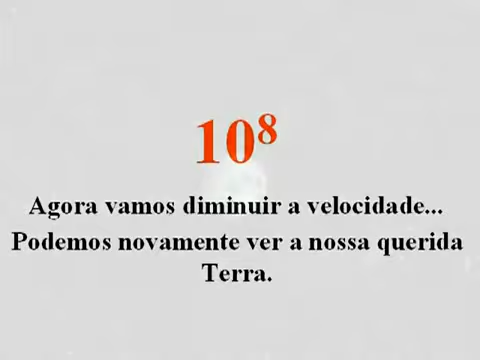 10⁸
Agora vamos diminuir a velocidade...
Podemos novamente ver a nossa querida
Terra.